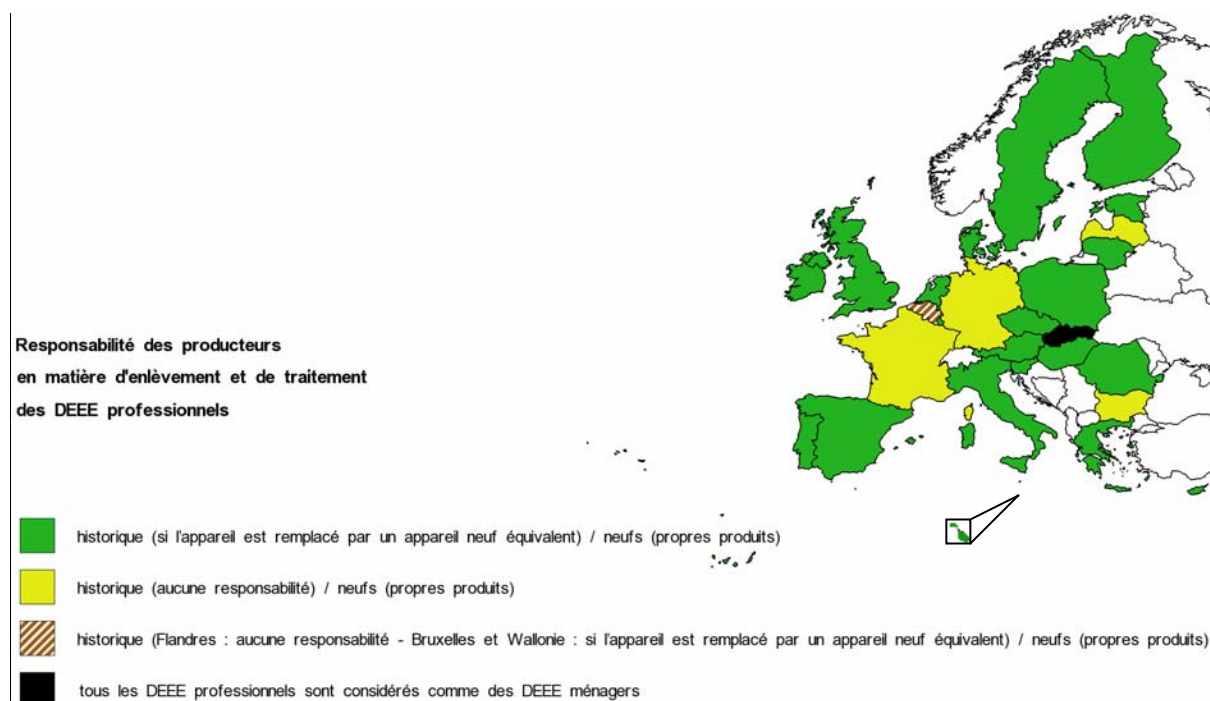 Responsabilité des producteurs
en matière d'enlèvement et de traitement
des DEEE professionnels
historique (si l'appareil est remplacé par un appareil neuf équivalent) / neufs (propres produits)
historique (aucune responsabilité) / neufs (propres produits)
historique (Flandres : aucune responsabilité - Bruxelles et Wallonie : si l'appareil est remplacé par un appareil neuf équivalent) / neufs (propres produits)
tous les DEEE professionnels sont considérés comme des DEEE ménagers